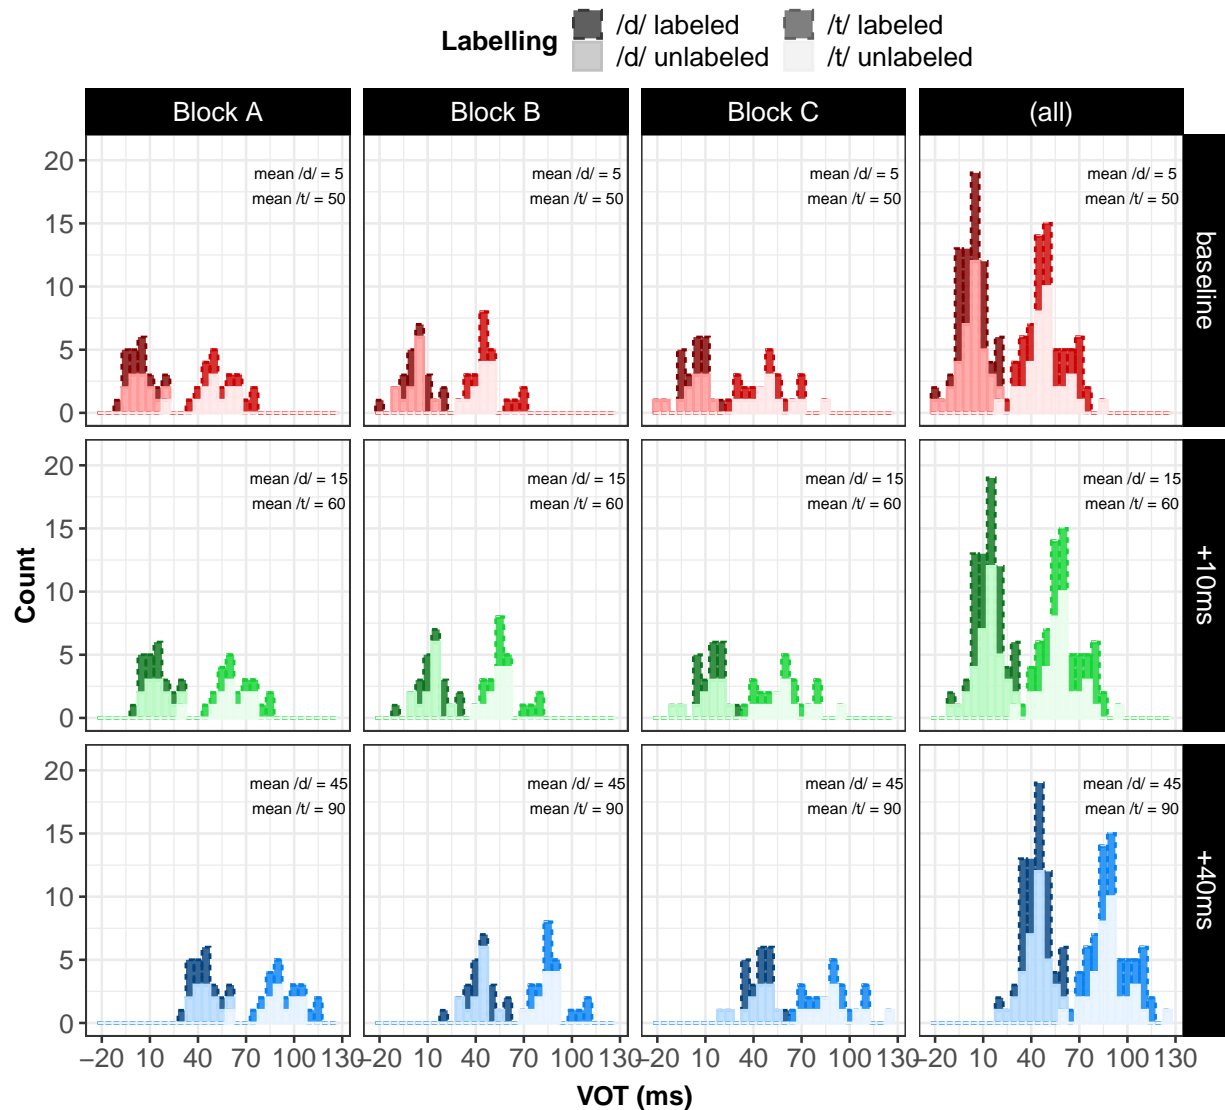 Labelling
/d/ labeled
/t/ labeled
/d/ unlabeled
/t/ unlabeled
Block A
Block B
Block C
(all)
20
15
10
5
0
mean /d/ = 5
mean /t/ = 50
mean /d/ = 5
mean /t/ = 50
mean /d/ = 5
mean /t/ = 50
mean /d/ = 5
mean /t/ = 50
baseline
20
15
10
5
0
mean /d/ = 15
mean /t/ = 60
mean /d/ = 15
mean /t/ = 60
mean /d/ = 15
mean /t/ = 60
mean /d/ = 15
mean /t/ = 60
+10ms
Count
20
15
10
5
0
mean /d/ = 45
mean /t/ = 90
mean /d/ = 45
mean /t/ = 90
mean /d/ = 45
mean /t/ = 90
mean /d/ = 45
mean /t/ = 90
+40ms
−20 10 40 70 100 130
−20 10 40 70 100 130
−20 10 40 70 100 130
−20 10 40 70 100 130
VOT (ms)